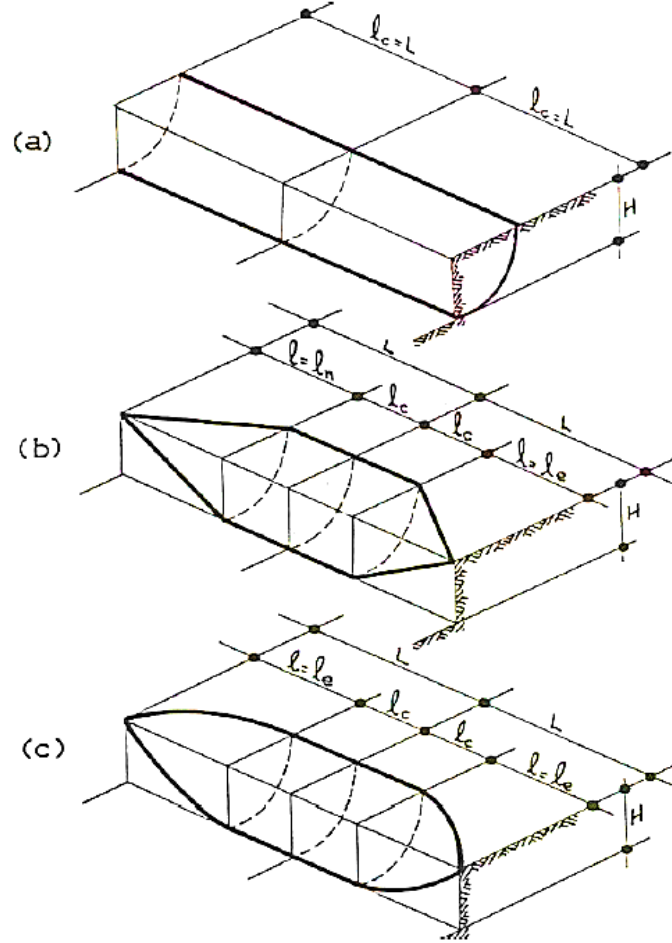 (a)
lc = L
lc = L
H
(b)
L
l = ln
lc
lc
L
l = le
H
(c)
L
l = le
lc
lc
L
l = le
H